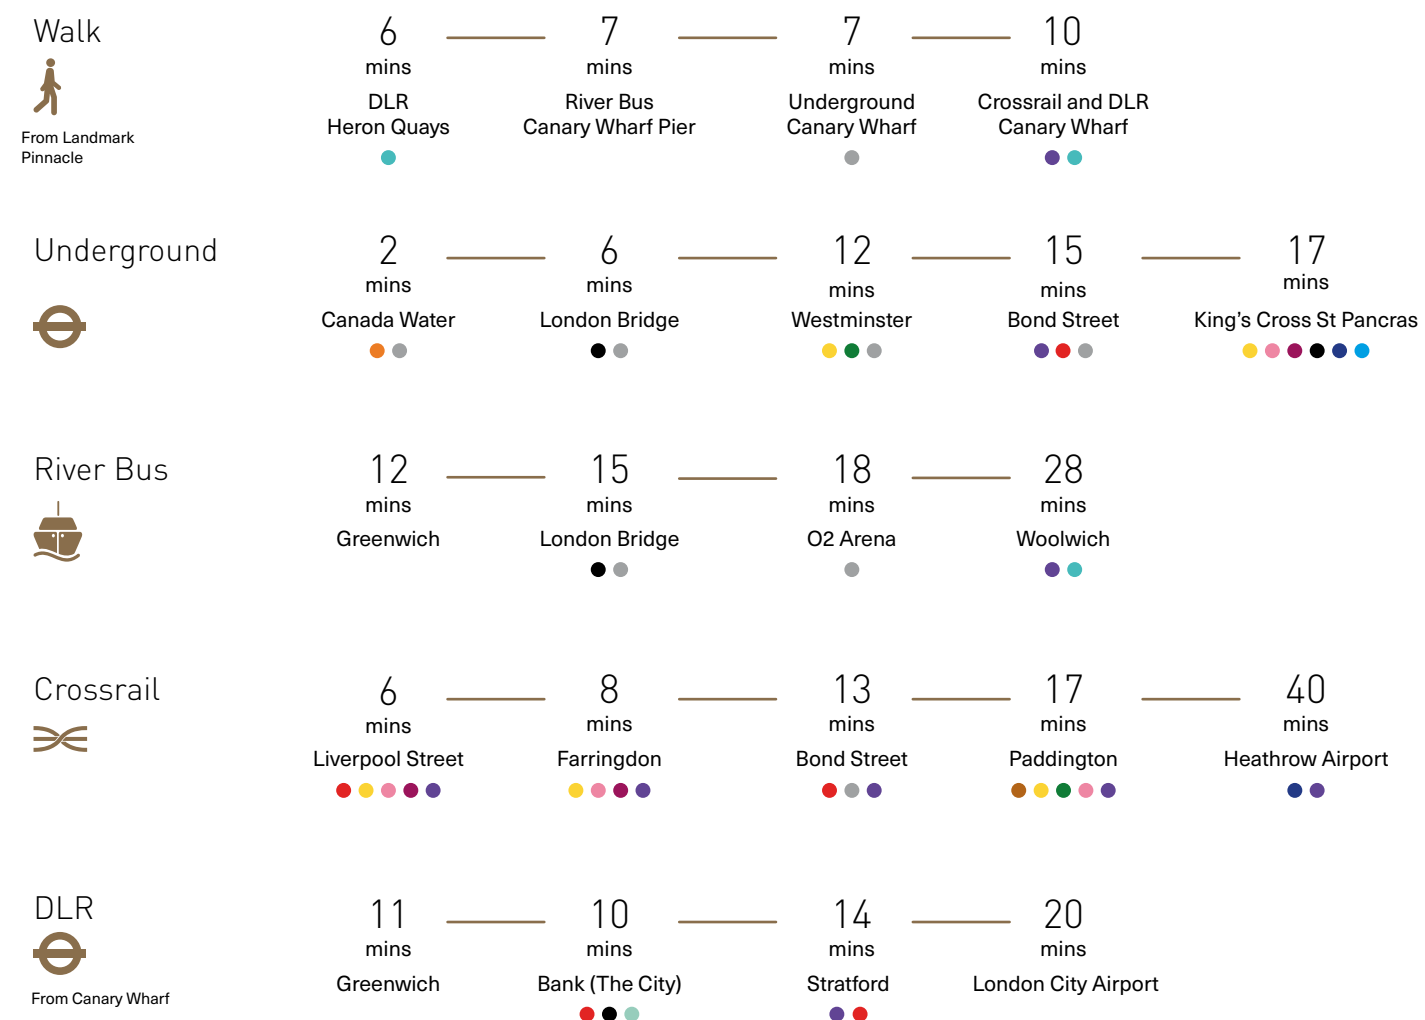 Walk
From Landmark
Pinnacle
6
mins
DLR
Heron Quays
7
mins
River Bus
Canary Wharf Pier
7
mins
Underground
Canary Wharf
10
mins
Crossrail and DLR
Canary Wharf
Underground
2
mins
Canada Water
6
mins
London Bridge
12
mins
Westminster
15
mins
Bond Street
17
mins
King's Cross St Pancras
River Bus
12
mins
Greenwich
15
mins
London Bridge
18
mins
O2 Arena
28
mins
Woolwich
Crossrail
6
mins
Liverpool Street
8
mins
Farringdon
13
mins
Bond Street
17
mins
Paddington
40
mins
Heathrow Airport
DLR
From Canary Wharf
11
mins
Greenwich
10
mins
Bank (The City)
14
mins
Stratford
20
mins
London City Airport